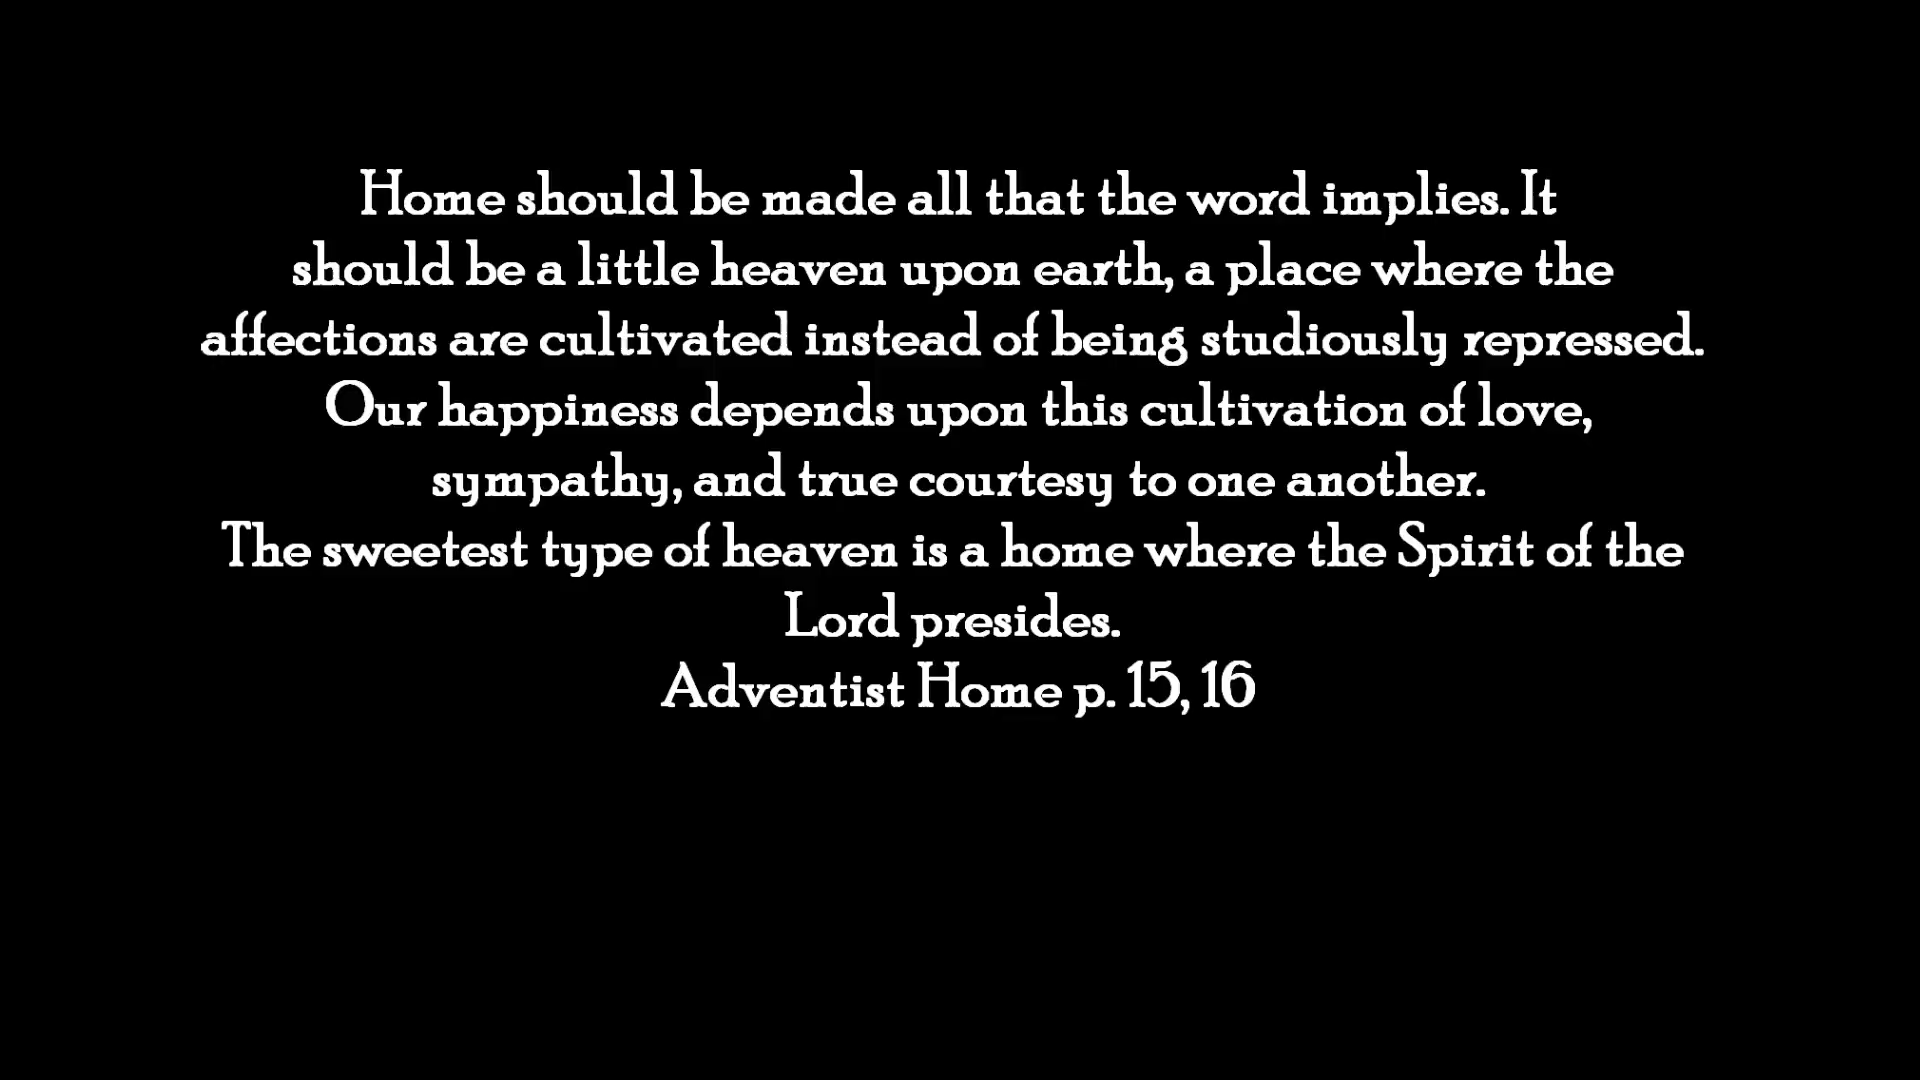 Home should be made all that the word implies. It
should be a little heaven upon earth, a place where the
affections are cultivated instead of being studiously repressed.
Our happiness depends upon this cultivation of love,
sympathy, and true courtesy to one another.
The sweetest type of heaven is a home where the Spirit of the
Lord presides.
Adventist Home p. 15, 16